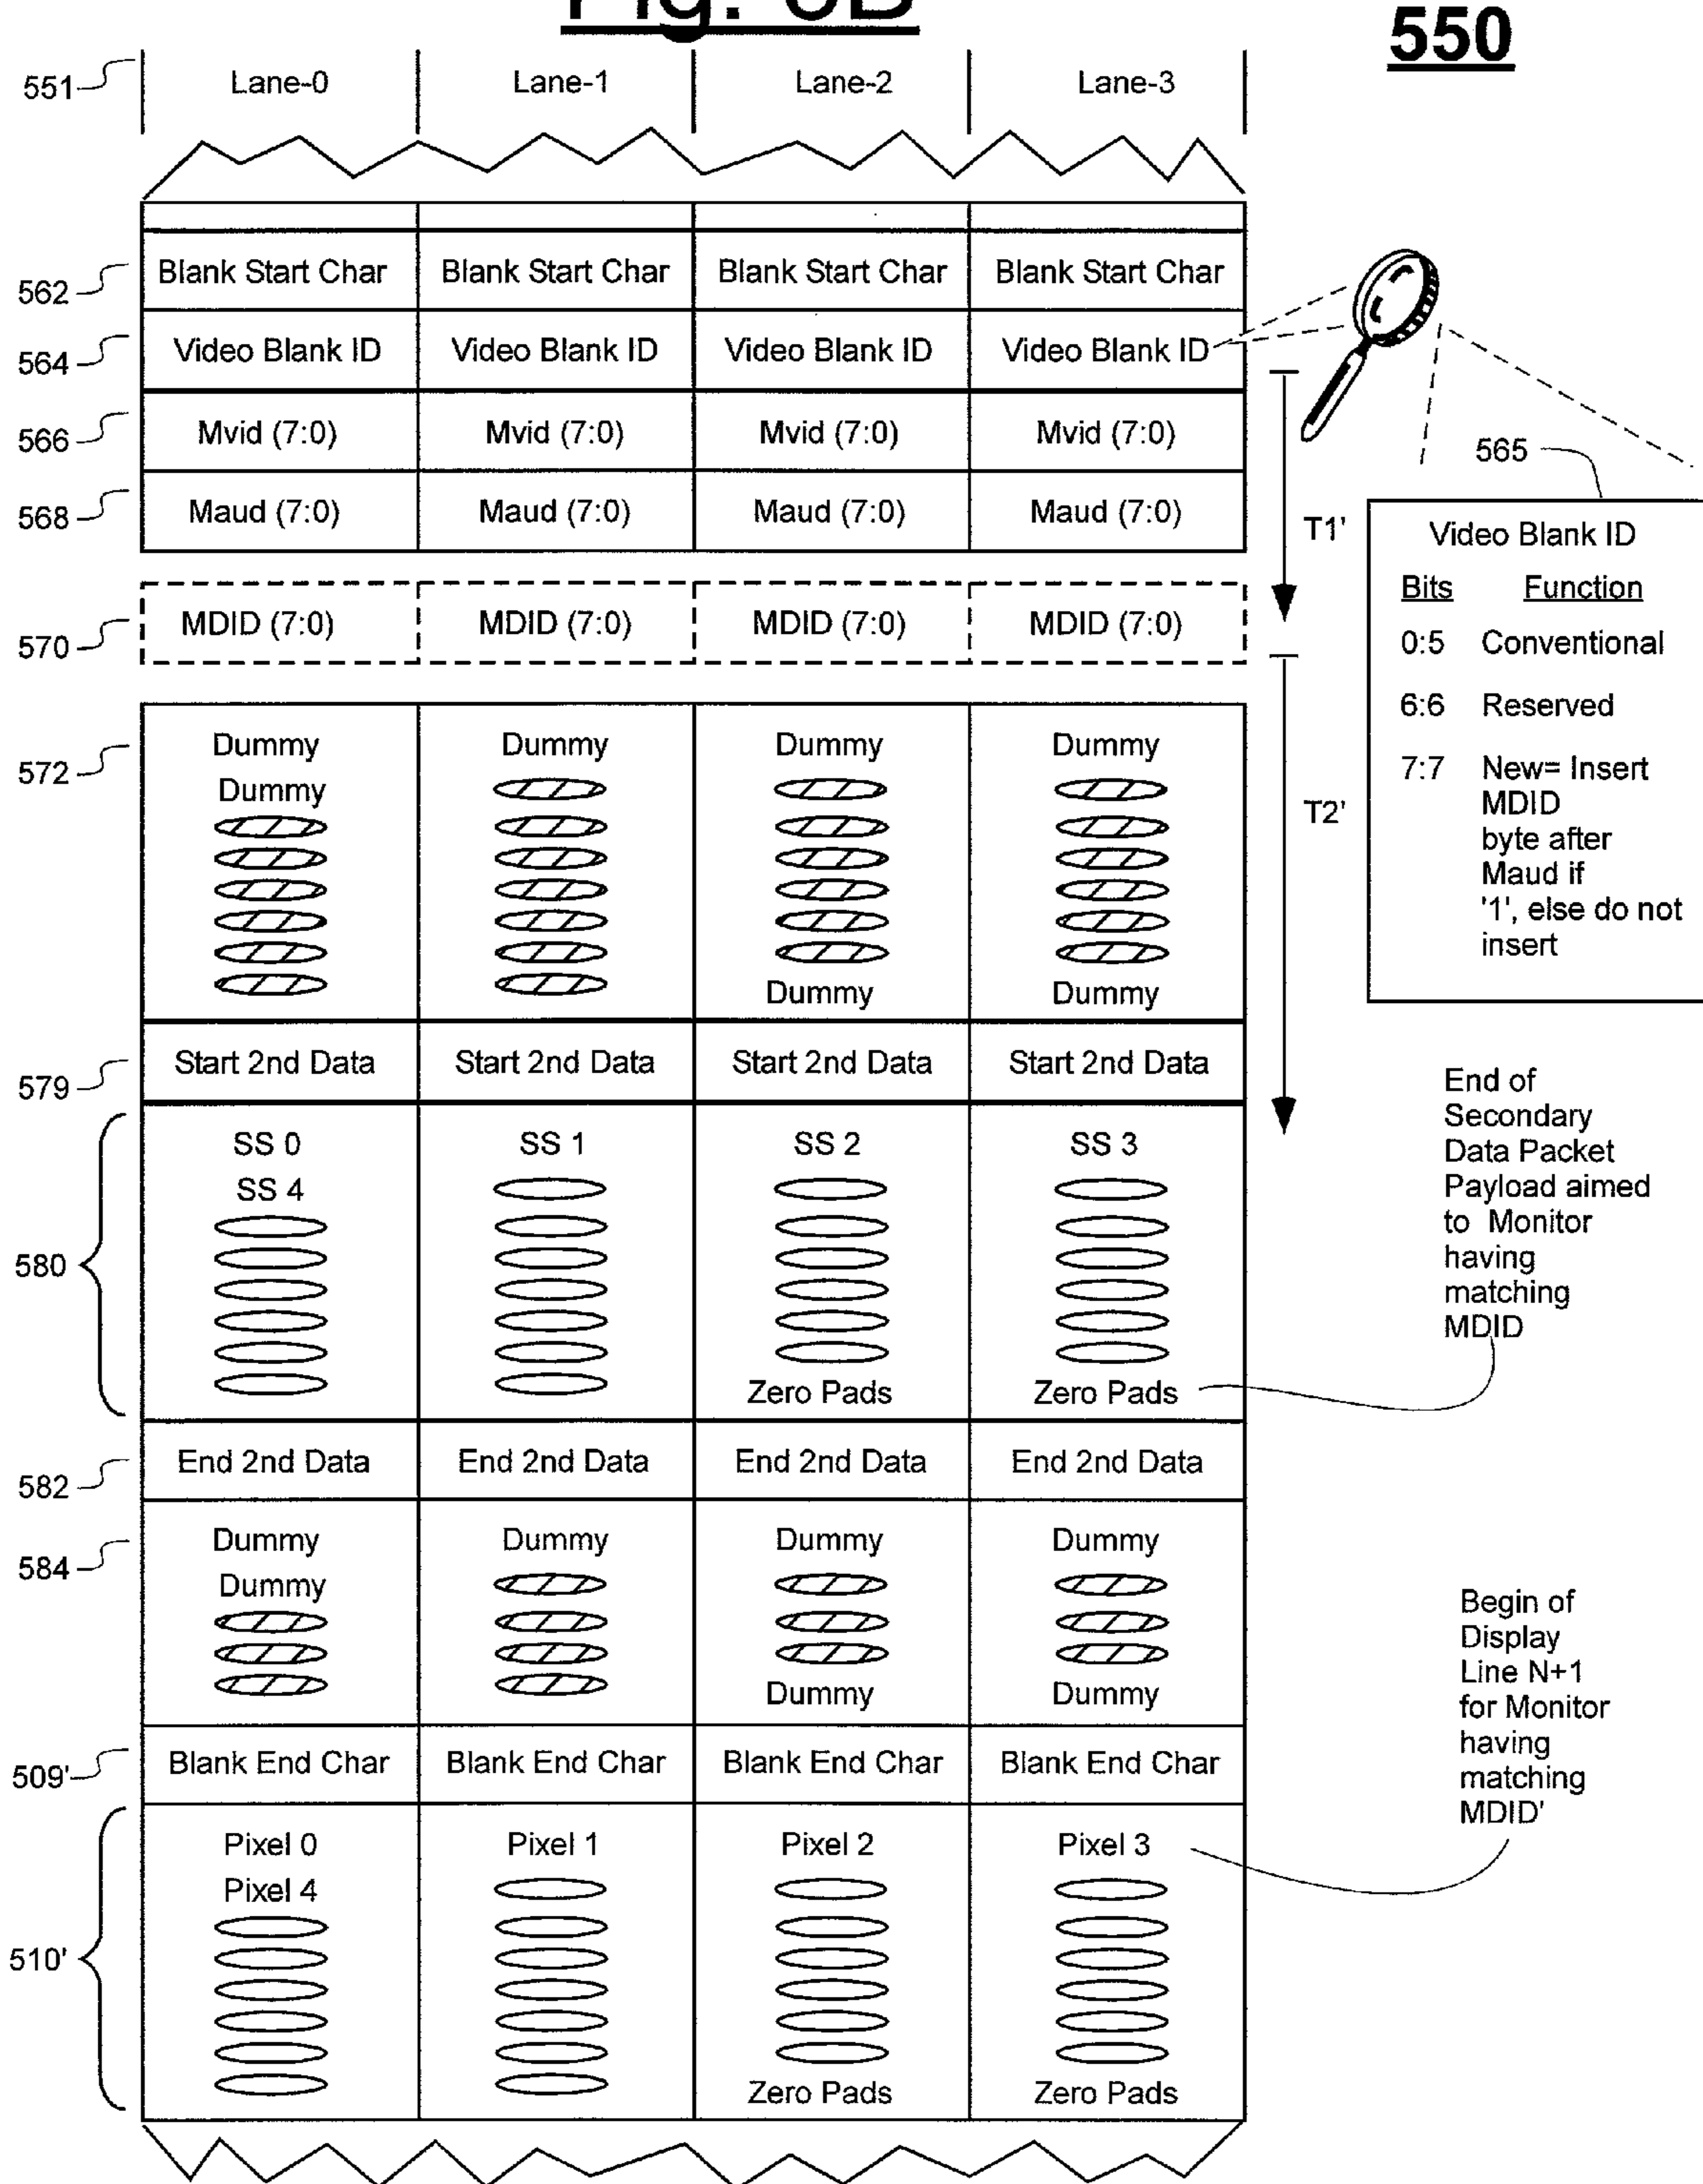 Fig. 5B
550
551 Lane-0 Lane-1 Lane-2 Lane-3
562 Blank Start Char Blank Start Char Blank Start Char Blank Start Char
564 Video Blank ID Video Blank ID Video Blank ID Video Blank ID
566 Mvid (7:0) Mvid (7:0) Mvid (7:0) Mvid (7:0)
568 Maud (7:0) Maud (7:0) Maud (7:0) Maud (7:0)
T1'
570 MDID (7:0) MDID (7:0) MDID (7:0) MDID (7:0)
565
Video Blank ID
Bits Function
0:5 Conventional
6:6 Reserved
7:7 New= Insert
MDID
byte after
Maud if
'1', else do not
insert
572 Dummy Dummy Dummy Dummy
Dummy
T2'
Dummy Dummy
579 Start 2nd Data Start 2nd Data Start 2nd Data Start 2nd Data
580
SS 0 SS 1 SS 2 SS 3
SS 4
Zero Pads Zero Pads
End of
Secondary
Data Packet
Payload aimed
to Monitor
having
matching
MDID
582 End 2nd Data End 2nd Data End 2nd Data End 2nd Data
584 Dummy Dummy Dummy Dummy
Dummy
Dummy Dummy
509' Blank End Char Blank End Char Blank End Char Blank End Char
Begin of
Display
Line N+1
for Monitor
having
matching
MDID'
510'
Pixel 0 Pixel 1 Pixel 2 Pixel 3
Pixel 4
Zero Pads Zero Pads